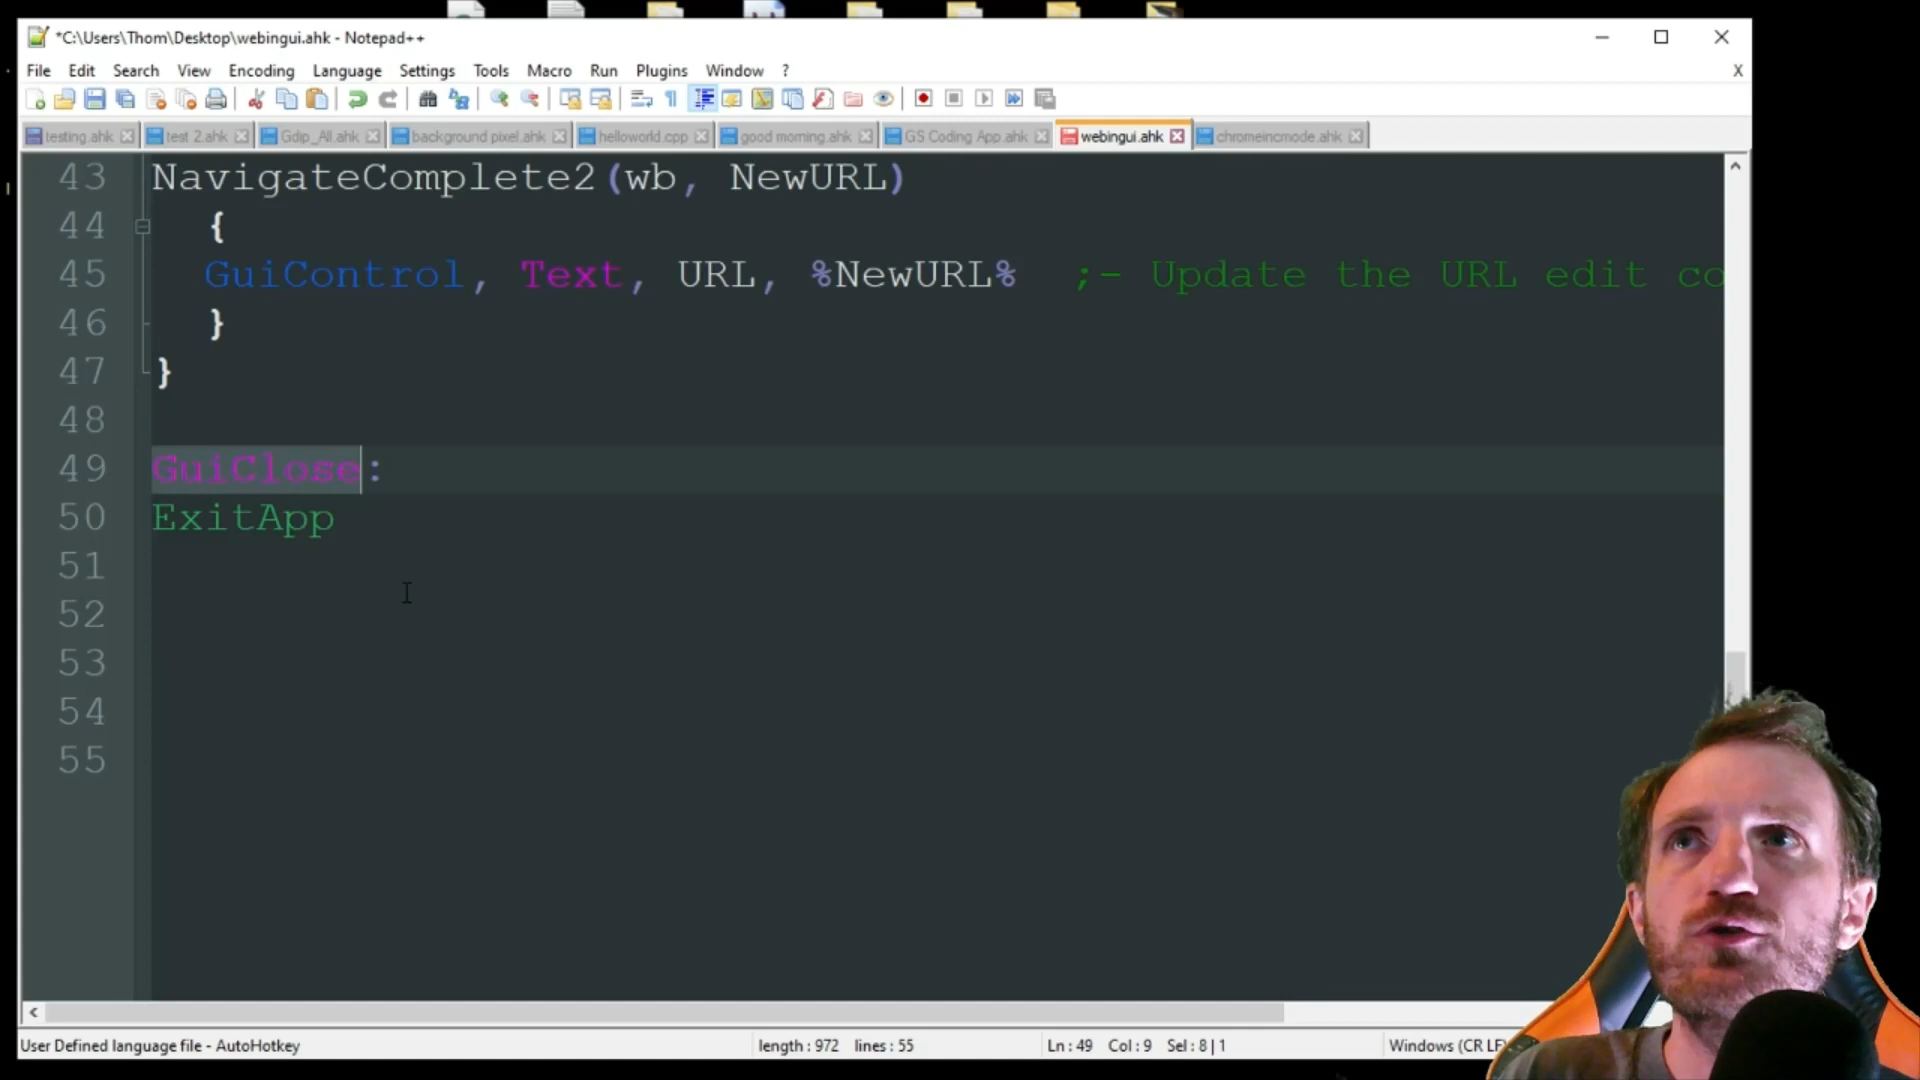 *C:\Users\Thom\Desktop\webingui.ahk - Notepad++
File Edit Search View Encoding Language Settings Tools Macro Run Plugins Window ? X
testing.ahk test 2.ahk Gdip_All.ahk background pixel.ahk helloworld.cpp good morning.ahk GS Coding App.ahk webingui.ahk chromeincmode.ahk
43 NavigateComplete2(wb, NewURL)
44 {
45 GuiControl, Text, URL, %NewURL% ;- Update the URL edit co
46 }
47 }
48
49 GuiClose:
50 ExitApp
51
52
53
54
55
User Defined language file - AutoHotkey length : 972 lines : 55 Ln : 49 Col : 9 Sel : 8 | 1 Windows (CR LF)